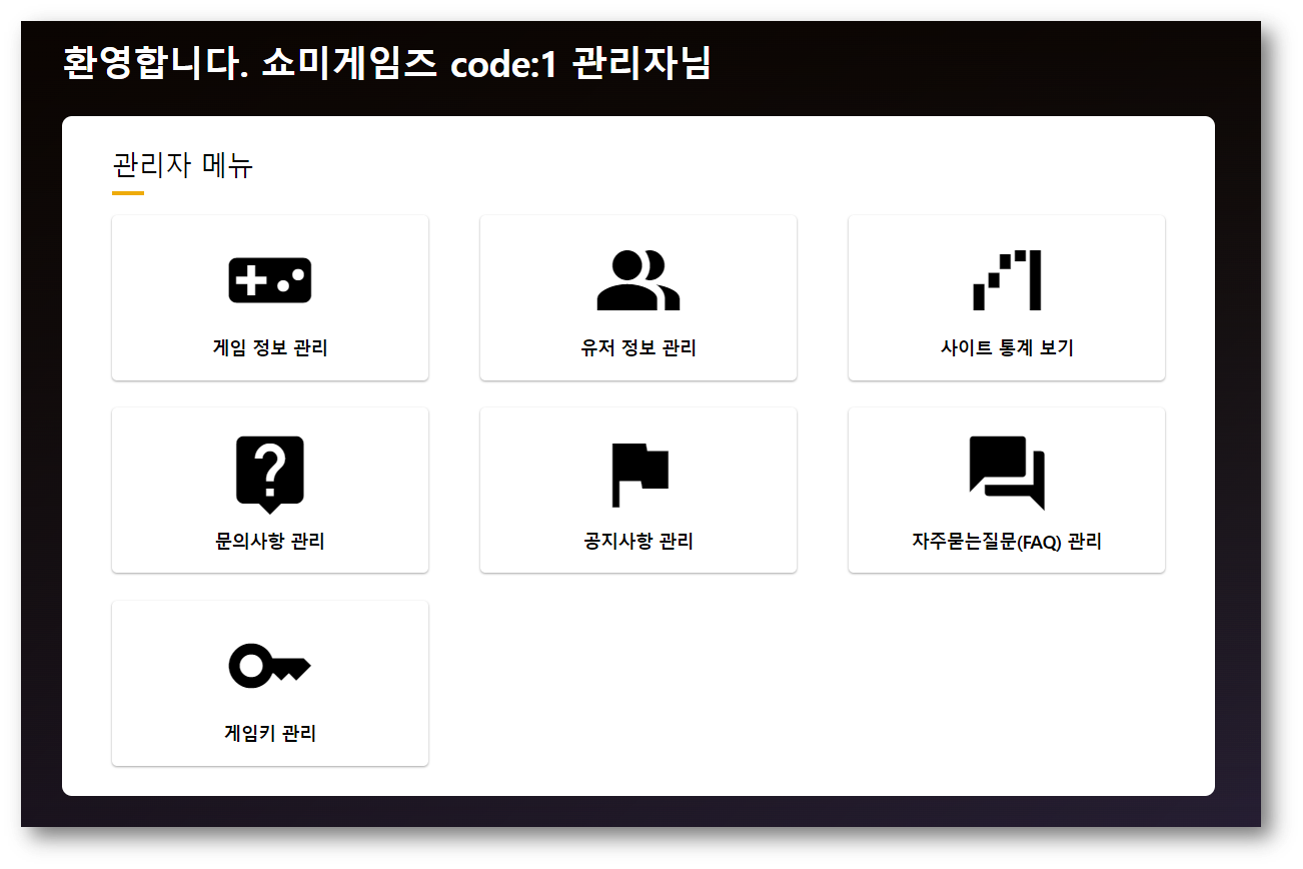 환영합니다. 쇼미게임즈 code:1 관리자님
관리자 메뉴
게임 정보 관리
유저 정보 관리
사이트 통계 보기
문의사항 관리
공지사항 관리
자주묻는질문(FAQ) 관리
게임키 관리